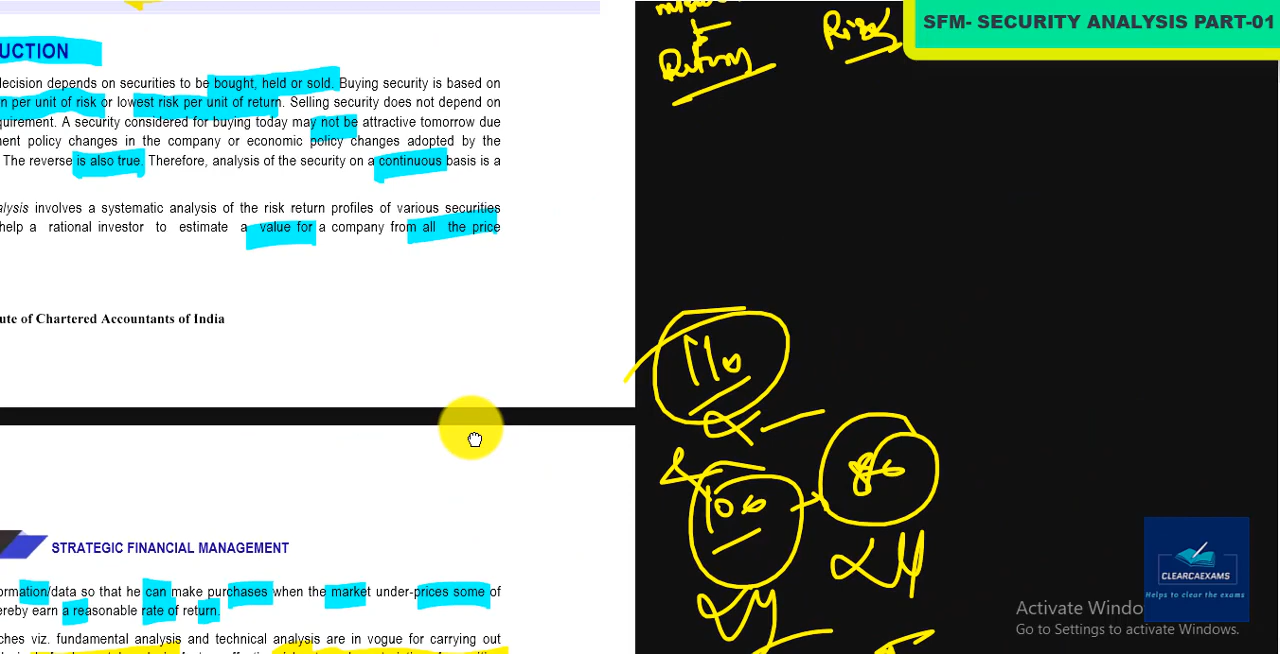 UCTION
decision depends on securities to be bought, held or sold. Buying security is based on
n per unit of risk or lowest risk per unit of return. Selling security does not depend on
quirement. A security considered for buying today may not be attractive tomorrow due
ment policy changes in the company or economic policy changes adopted by the
The reverse is also true. Therefore, analysis of the security on a continuous basis is a
alysis involves a systematic analysis of the risk return profiles of various securities
help a rational investor to estimate a value for a company from all the price
ute of Chartered Accountants of India
STRATEGIC FINANCIAL MANAGEMENT
ormation/data so that he can make purchases when the market under-prices some of
ereby earn a reasonable rate of return.
ches viz. fundamental analysis and technical analysis are in vogue for carrying out
Return
Risk
SFM- SECURITY ANALYSIS PART-01
110
100
80
CLEARCAEXAMS
Helps to clear the exams
Activate Windo
Go to Settings to activate Windows.